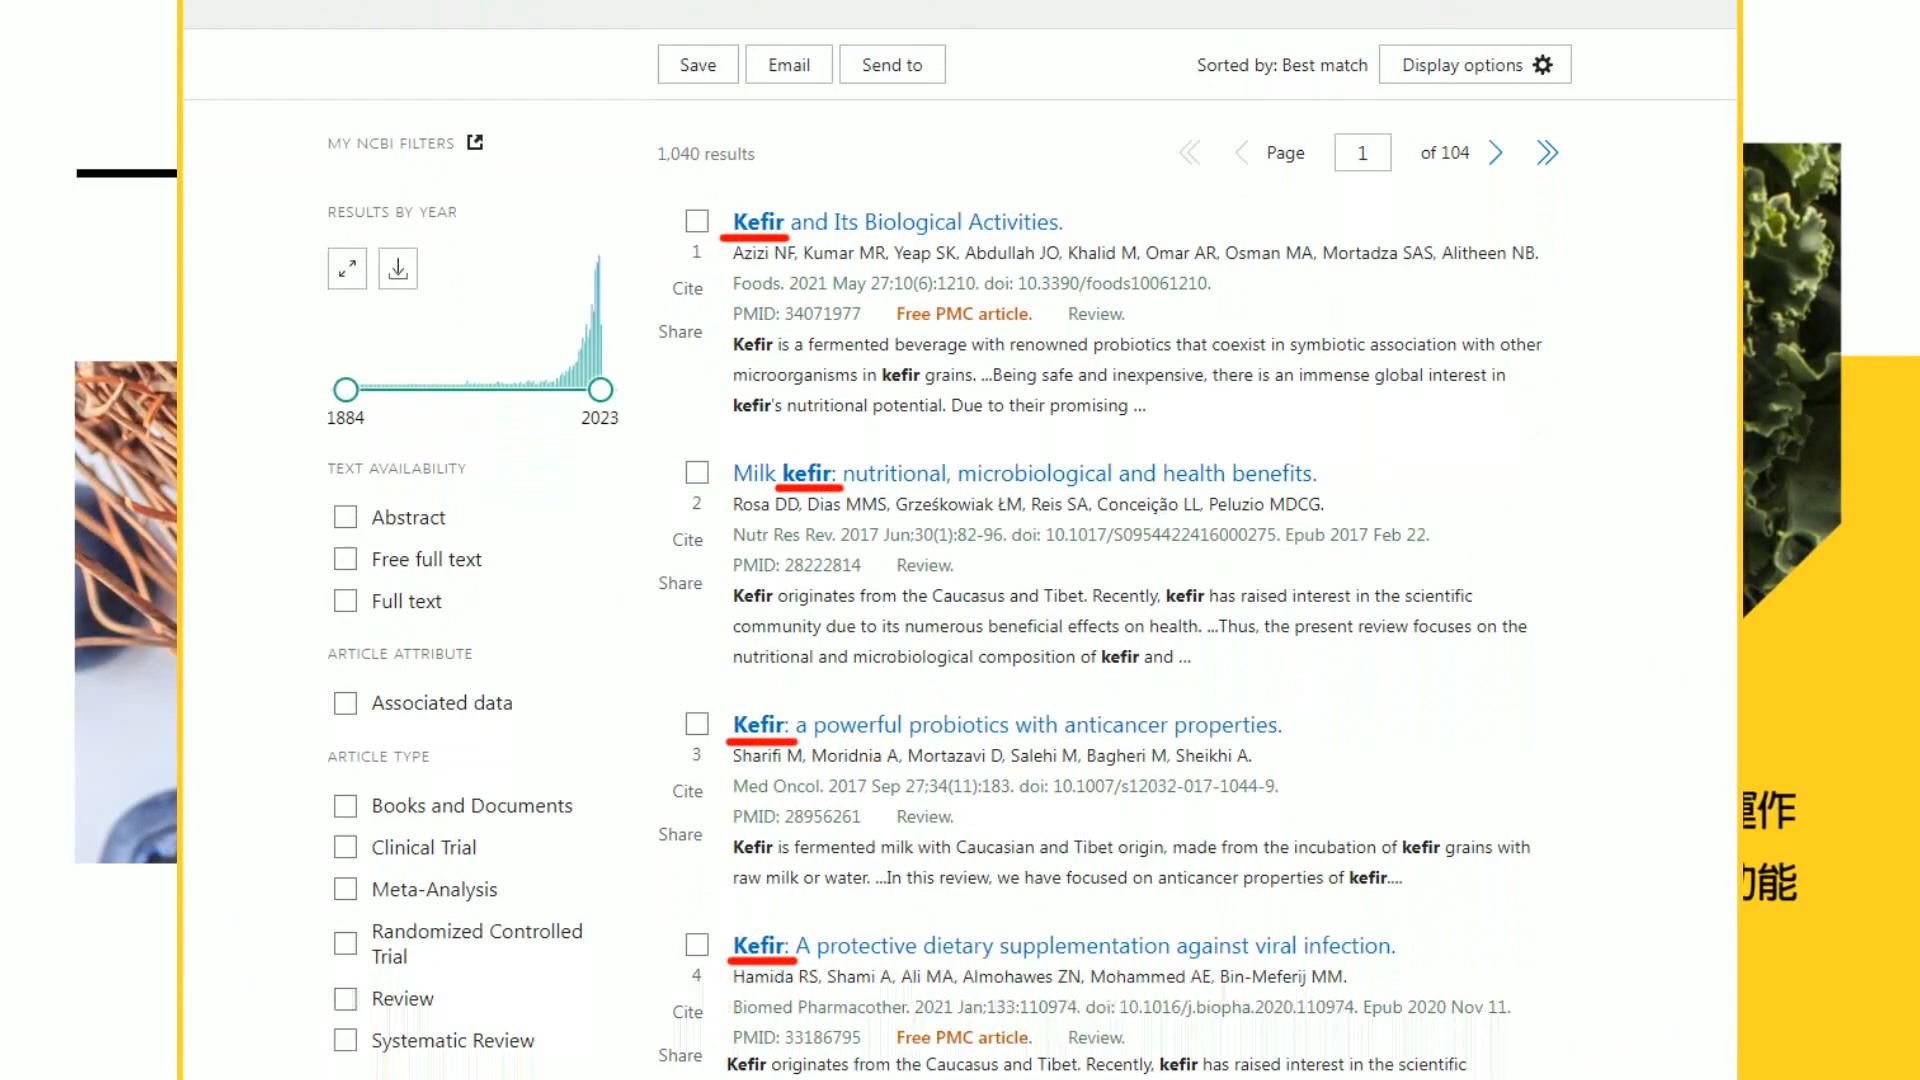 Save
Email
Send to
Sorted by: Best match
Display options
MY NCBI FILTERS
1,040 results
Page
1
of 104
RESULTS BY YEAR
1884
2023
TEXT AVAILABILITY
Abstract
Free full text
Full text
ARTICLE ATTRIBUTE
Associated data
ARTICLE TYPE
Books and Documents
Clinical Trial
Meta-Analysis
Randomized Controlled
Trial
Review
Systematic Review
Kefir and Its Biological Activities.
1
Azizi NF, Kumar MR, Yeap SK, Abdullah JO, Khalid M, Omar AR, Osman MA, Mortadza SAS, Alitheen NB.
Cite
Foods. 2021 May 27;10(6):1210. doi: 10.3390/foods10061210.
PMID: 34071977 Free PMC article. Review.
Share
Kefir is a fermented beverage with renowned probiotics that coexist in symbiotic association with other
microorganisms in kefir grains. ...Being safe and inexpensive, there is an immense global interest in
kefir's nutritional potential. Due to their promising ...
Milk kefir: nutritional, microbiological and health benefits.
2
Rosa DD, Dias MMS, Grześkowiak ŁM, Reis SA, Conceição LL, Peluzio MDCG.
Cite
Nutr Res Rev. 2017 Jun;30(1):82-96. doi: 10.1017/S0954422416000275. Epub 2017 Feb 22.
PMID: 28222814 Review.
Share
Kefir originates from the Caucasus and Tibet. Recently, kefir has raised interest in the scientific
community due to its numerous beneficial effects on health. ...Thus, the present review focuses on the
nutritional and microbiological composition of kefir and ...
Kefir: a powerful probiotics with anticancer properties.
3
Sharifi M, Moridnia A, Mortazavi D, Salehi M, Bagheri M, Sheikhi A.
Cite
Med Oncol. 2017 Sep 27;34(11):183. doi: 10.1007/s12032-017-1044-9.
PMID: 28956261 Review.
Share
Kefir is fermented milk with Caucasian and Tibet origin, made from the incubation of kefir grains with
raw milk or water. ...In this review, we have focused on anticancer properties of kefir....
Kefir: A protective dietary supplementation against viral infection.
4
Hamida RS, Shami A, Ali MA, Almohawes ZN, Mohammed AE, Bin-Meferij MM.
Cite
Biomed Pharmacother. 2021 Jan;133:110974. doi: 10.1016/j.biopha.2020.110974. Epub 2020 Nov 11.
PMID: 33186795 Free PMC article. Review.
Share
Kefir originates from the Caucasus and Tibet. Recently, kefir has raised interest in the scientific
運作
功能